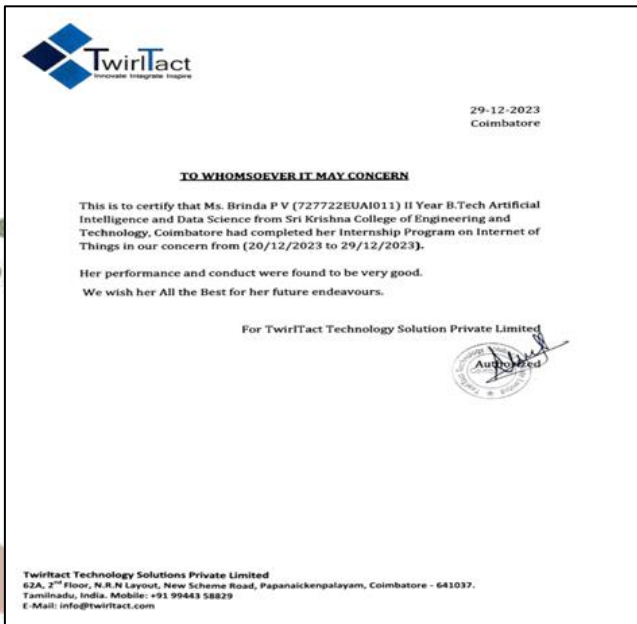 TwirlTact
Innovate Integrate Inspire
29-12-2023
Coimbatore
TO WHOMSOEVER IT MAY CONCERN
This is to certify that Ms. Brinda P V (727722EUAI011) II Year B.Tech Artificial
Intelligence and Data Science from Sri Krishna College of Engineering and
Technology, Coimbatore had completed her Internship Program on Internet of
Things in our concern from (20/12/2023 to 29/12/2023).
Her performance and conduct were found to be very good.
We wish her All the Best for her future endeavours.
For TwirlTact Technology Solution Private Limited
Authorized
Twirltact Technology Solutions Private Limited
62A, 2nd Floor, N.R.N Layout, New Scheme Road, Papanaickenpalayam, Coimbatore - 641037.
Tamilnadu, India. Mobile: +91 99443 58829
E-Mail: info@twirltact.com